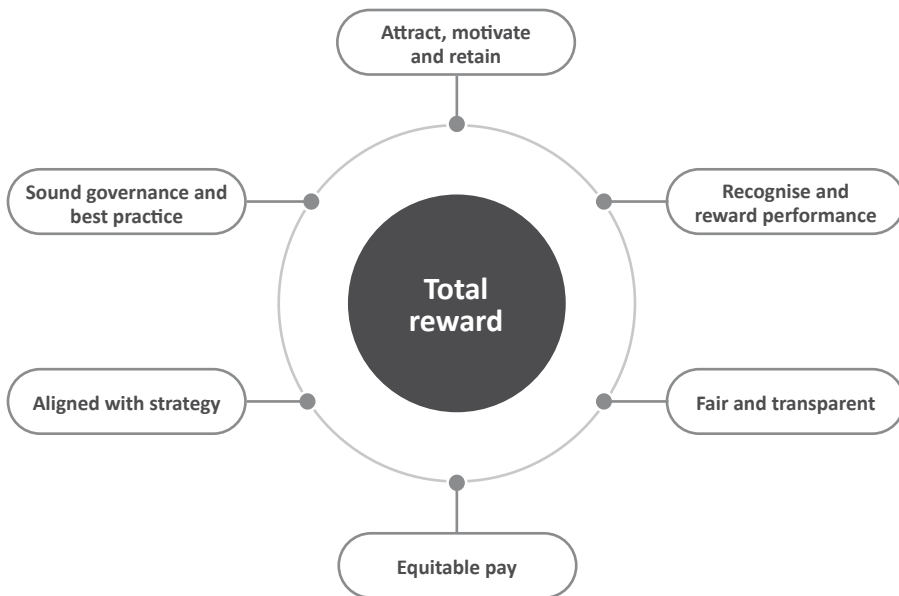 Attract, motivate
and retain
Sound governance and
best practice
Recognise and
reward performance
Total
reward
Aligned with strategy
Fair and transparent
Equitable pay